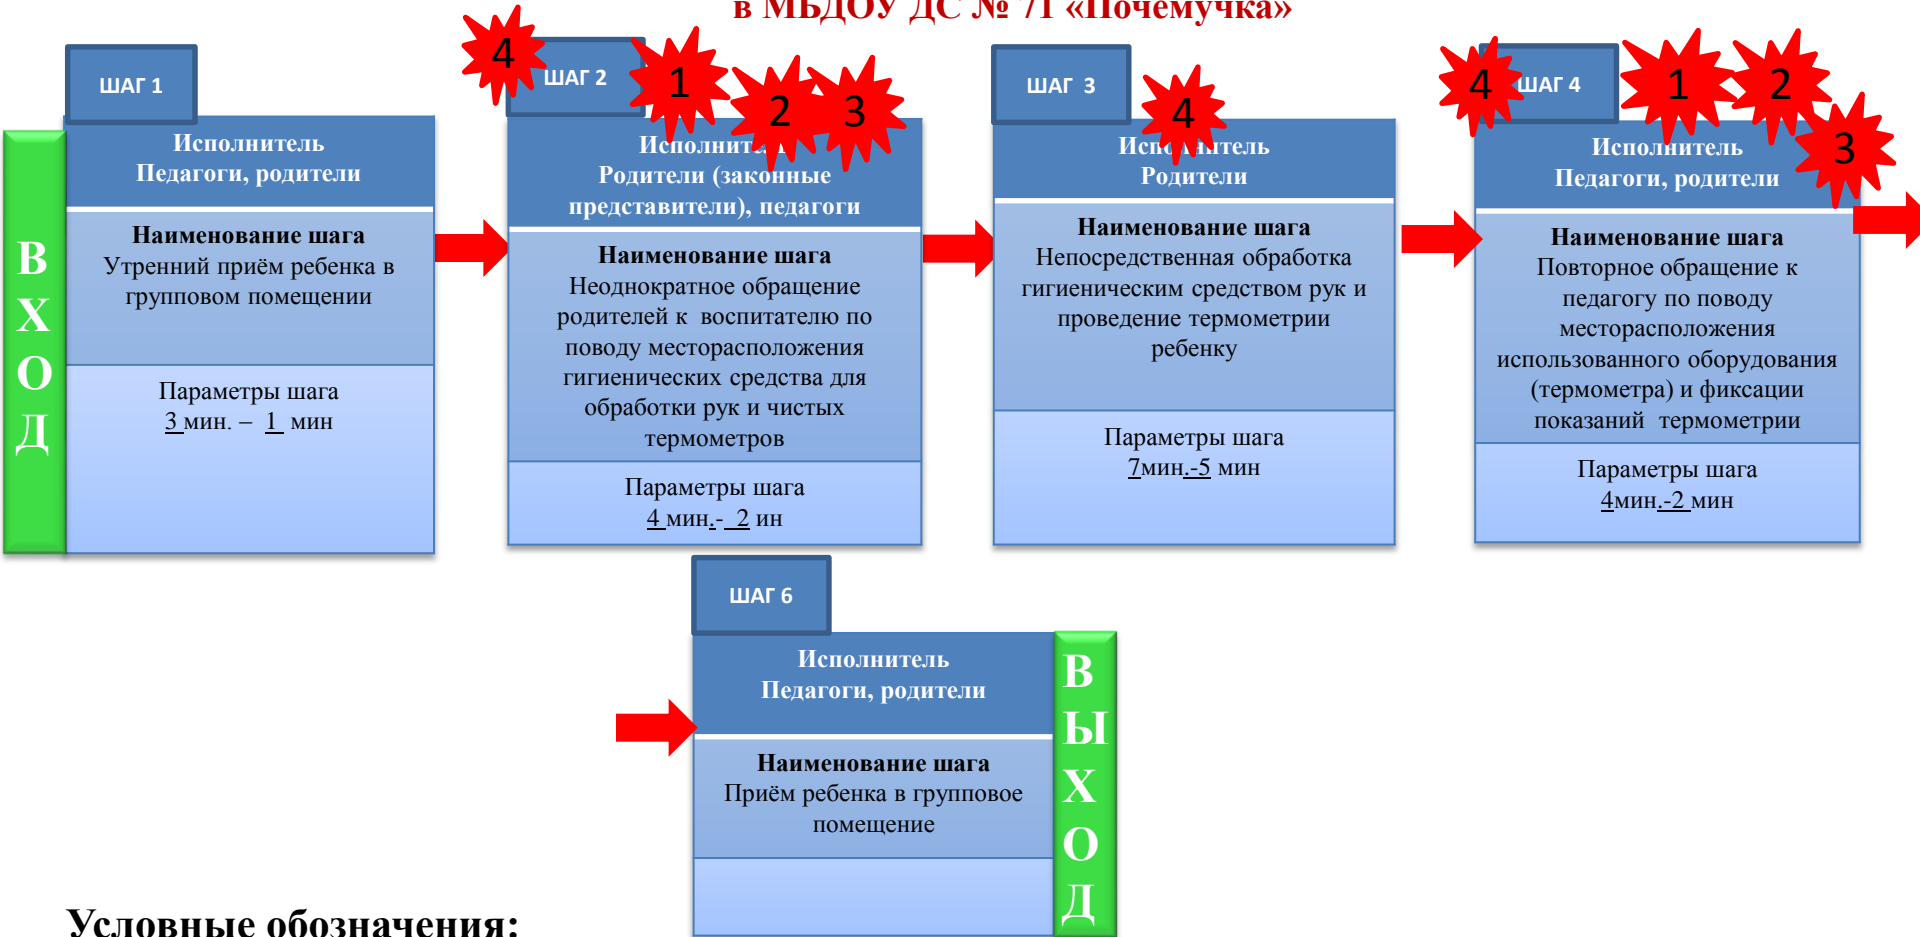 в МБДОУ ДС № 71 «Почемучка»
ВХОД
ШАГ 1
Исполнитель
Педагоги, родители
Наименование шага
Утренний приём ребенка в
групповом помещении
Параметры шага
3 мин. – 1 мин
4
ШАГ 2
1
2
3
Исполнитель
Родители (законные
представители), педагоги
Наименование шага
Неоднократное обращение
родителей к воспитателю по
поводу месторасположения
гигиенических средства для
обработки рук и чистых
термометров
Параметры шага
4 мин.- 2 ин
ШАГ 3
4
Исполнитель
Родители
Наименование шага
Непосредственная обработка
гигиеническим средством рук и
проведение термометрии
ребенку
Параметры шага
7мин.-5 мин
4
ШАГ 4
1
2
3
Исполнитель
Педагоги, родители
Наименование шага
Повторное обращение к
педагогу по поводу
месторасположения
использованного оборудования
(термометра) и фиксации
показаний термометрии
Параметры шага
4мин.-2 мин
ШАГ 6
Исполнитель
Педагоги, родители
Наименование шага
Приём ребенка в групповое
помещение
ВЫХОД
Условные обозначения: